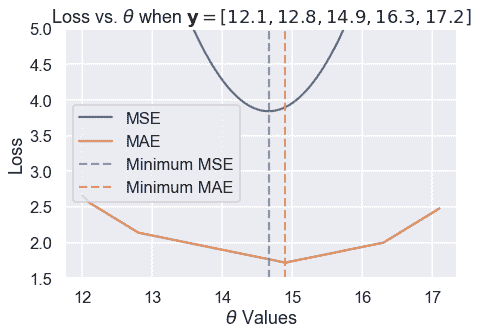 Loss vs. θ when y = [12.1, 12.8, 14.9, 16.3, 17.2]
5.0
4.5
4.0
3.5
3.0
2.5
2.0
1.5
Loss
MSE
MAE
Minimum MSE
Minimum MAE
12 13 14 15 16 17
θ Values